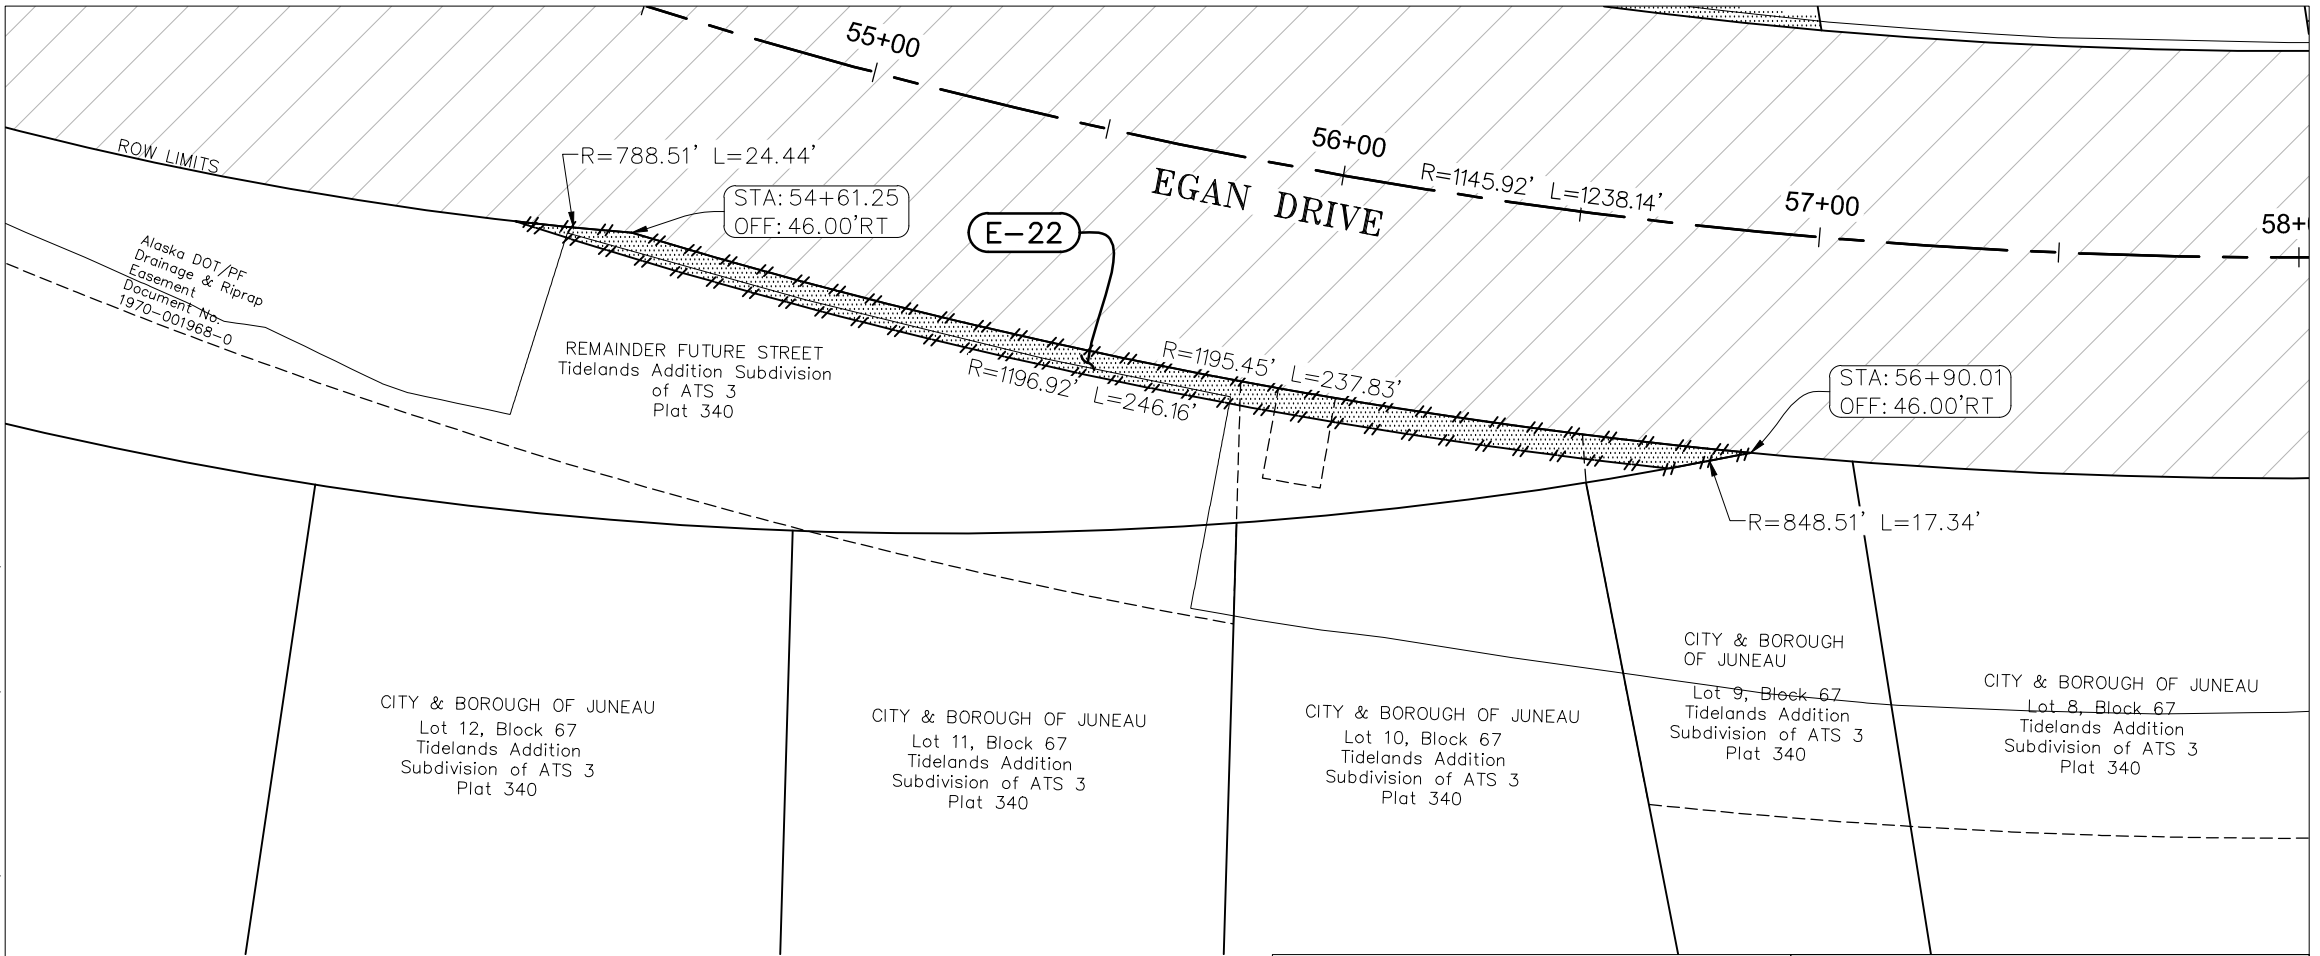 55+00
56+00
57+00
EGAN DRIVE
R=1145.92' L=1238.14'
ROW LIMITS
R=788.51' L=24.44'
STA: 54+61.25
OFF: 46.00'RT
E-22
Alaska DOT/PF
Drainage & Riprap
Easement
Document No.
1970-001968-0
REMAINDER FUTURE STREET
Tidelands Addition Subdivision
of ATS 3
Plat 340
R=1195.45' L=237.83'
R=1196.92' L=246.16'
STA: 56+90.01
OFF: 46.00'RT
R=848.51' L=17.34'
CITY & BOROUGH OF JUNEAU
Lot 12, Block 67
Tidelands Addition
Subdivision of ATS 3
Plat 340
CITY & BOROUGH OF JUNEAU
Lot 11, Block 67
Tidelands Addition
Subdivision of ATS 3
Plat 340
CITY & BOROUGH OF JUNEAU
Lot 10, Block 67
Tidelands Addition
Subdivision of ATS 3
Plat 340
CITY & BOROUGH
OF JUNEAU
Lot 9, Block 67
Tidelands Addition
Subdivision of ATS 3
Plat 340
CITY & BOROUGH OF JUNEAU
Lot 8, Block 67
Tidelands Addition
Subdivision of ATS 3
Plat 340